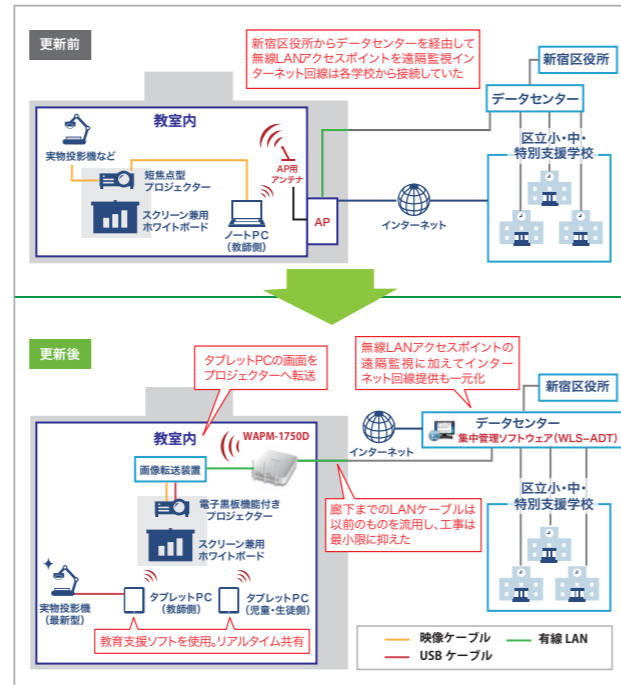 更新前
新宿区役所からデータセンターを経由して
無線LANアクセスポイントを遠隔監視イン
ターネット回線は各学校から接続していた
新宿区役所
データセンター
教室内
実物投影機など
短焦点型
プロジェクター
スクリーン兼用
ホワイトボード
ノートPC
(教師側)
AP用
アンテナ
AP
インターネット
区立小・中・
特別支援学校
更新後
タブレットPCの画面を
プロジェクターへ転送
無線LANアクセスポイントの
遠隔監視に加えてインター
ネット回線提供も一元化
新宿区役所
データセンター
集中管理ソフトウェア(WLS-ADT)
インターネット
教室内
WAPM-1750D
画像転送装置
電子黒板機能付き
プロジェクター
スクリーン兼用
ホワイトボード
廊下までのLANケーブルは
以前のものを流用し、工事は
最小限に抑えた
区立小・中・
特別支援学校
実物投影機
(最新型)
タブレットPC
(教師側)
タブレットPC
(児童・生徒側)
教育支援ソフトを使用。リアルタイム共有
映像ケーブル
有線 LAN
USB ケーブル